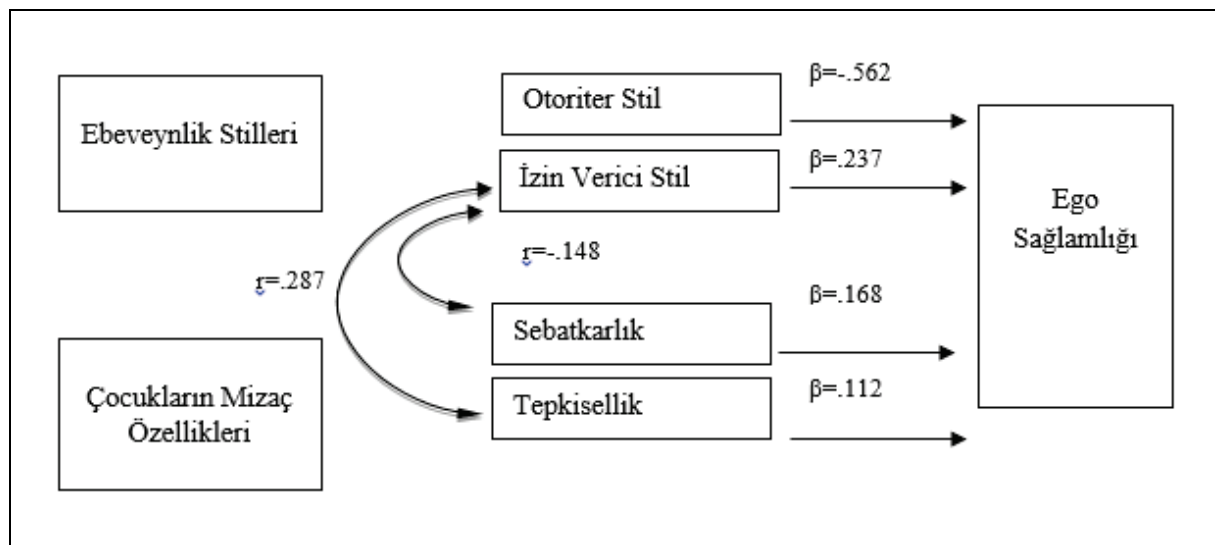 Ebeveynlik Stilleri
Otoriter Stil
β=-.562
İzin Verici Stil
β=.237
Ego
Sağlamlığı
r=.287
r=-.148
Çocukların Mizaç
Özellikleri
Sebatkarlık
β=.168
Tepkisellik
β=.112